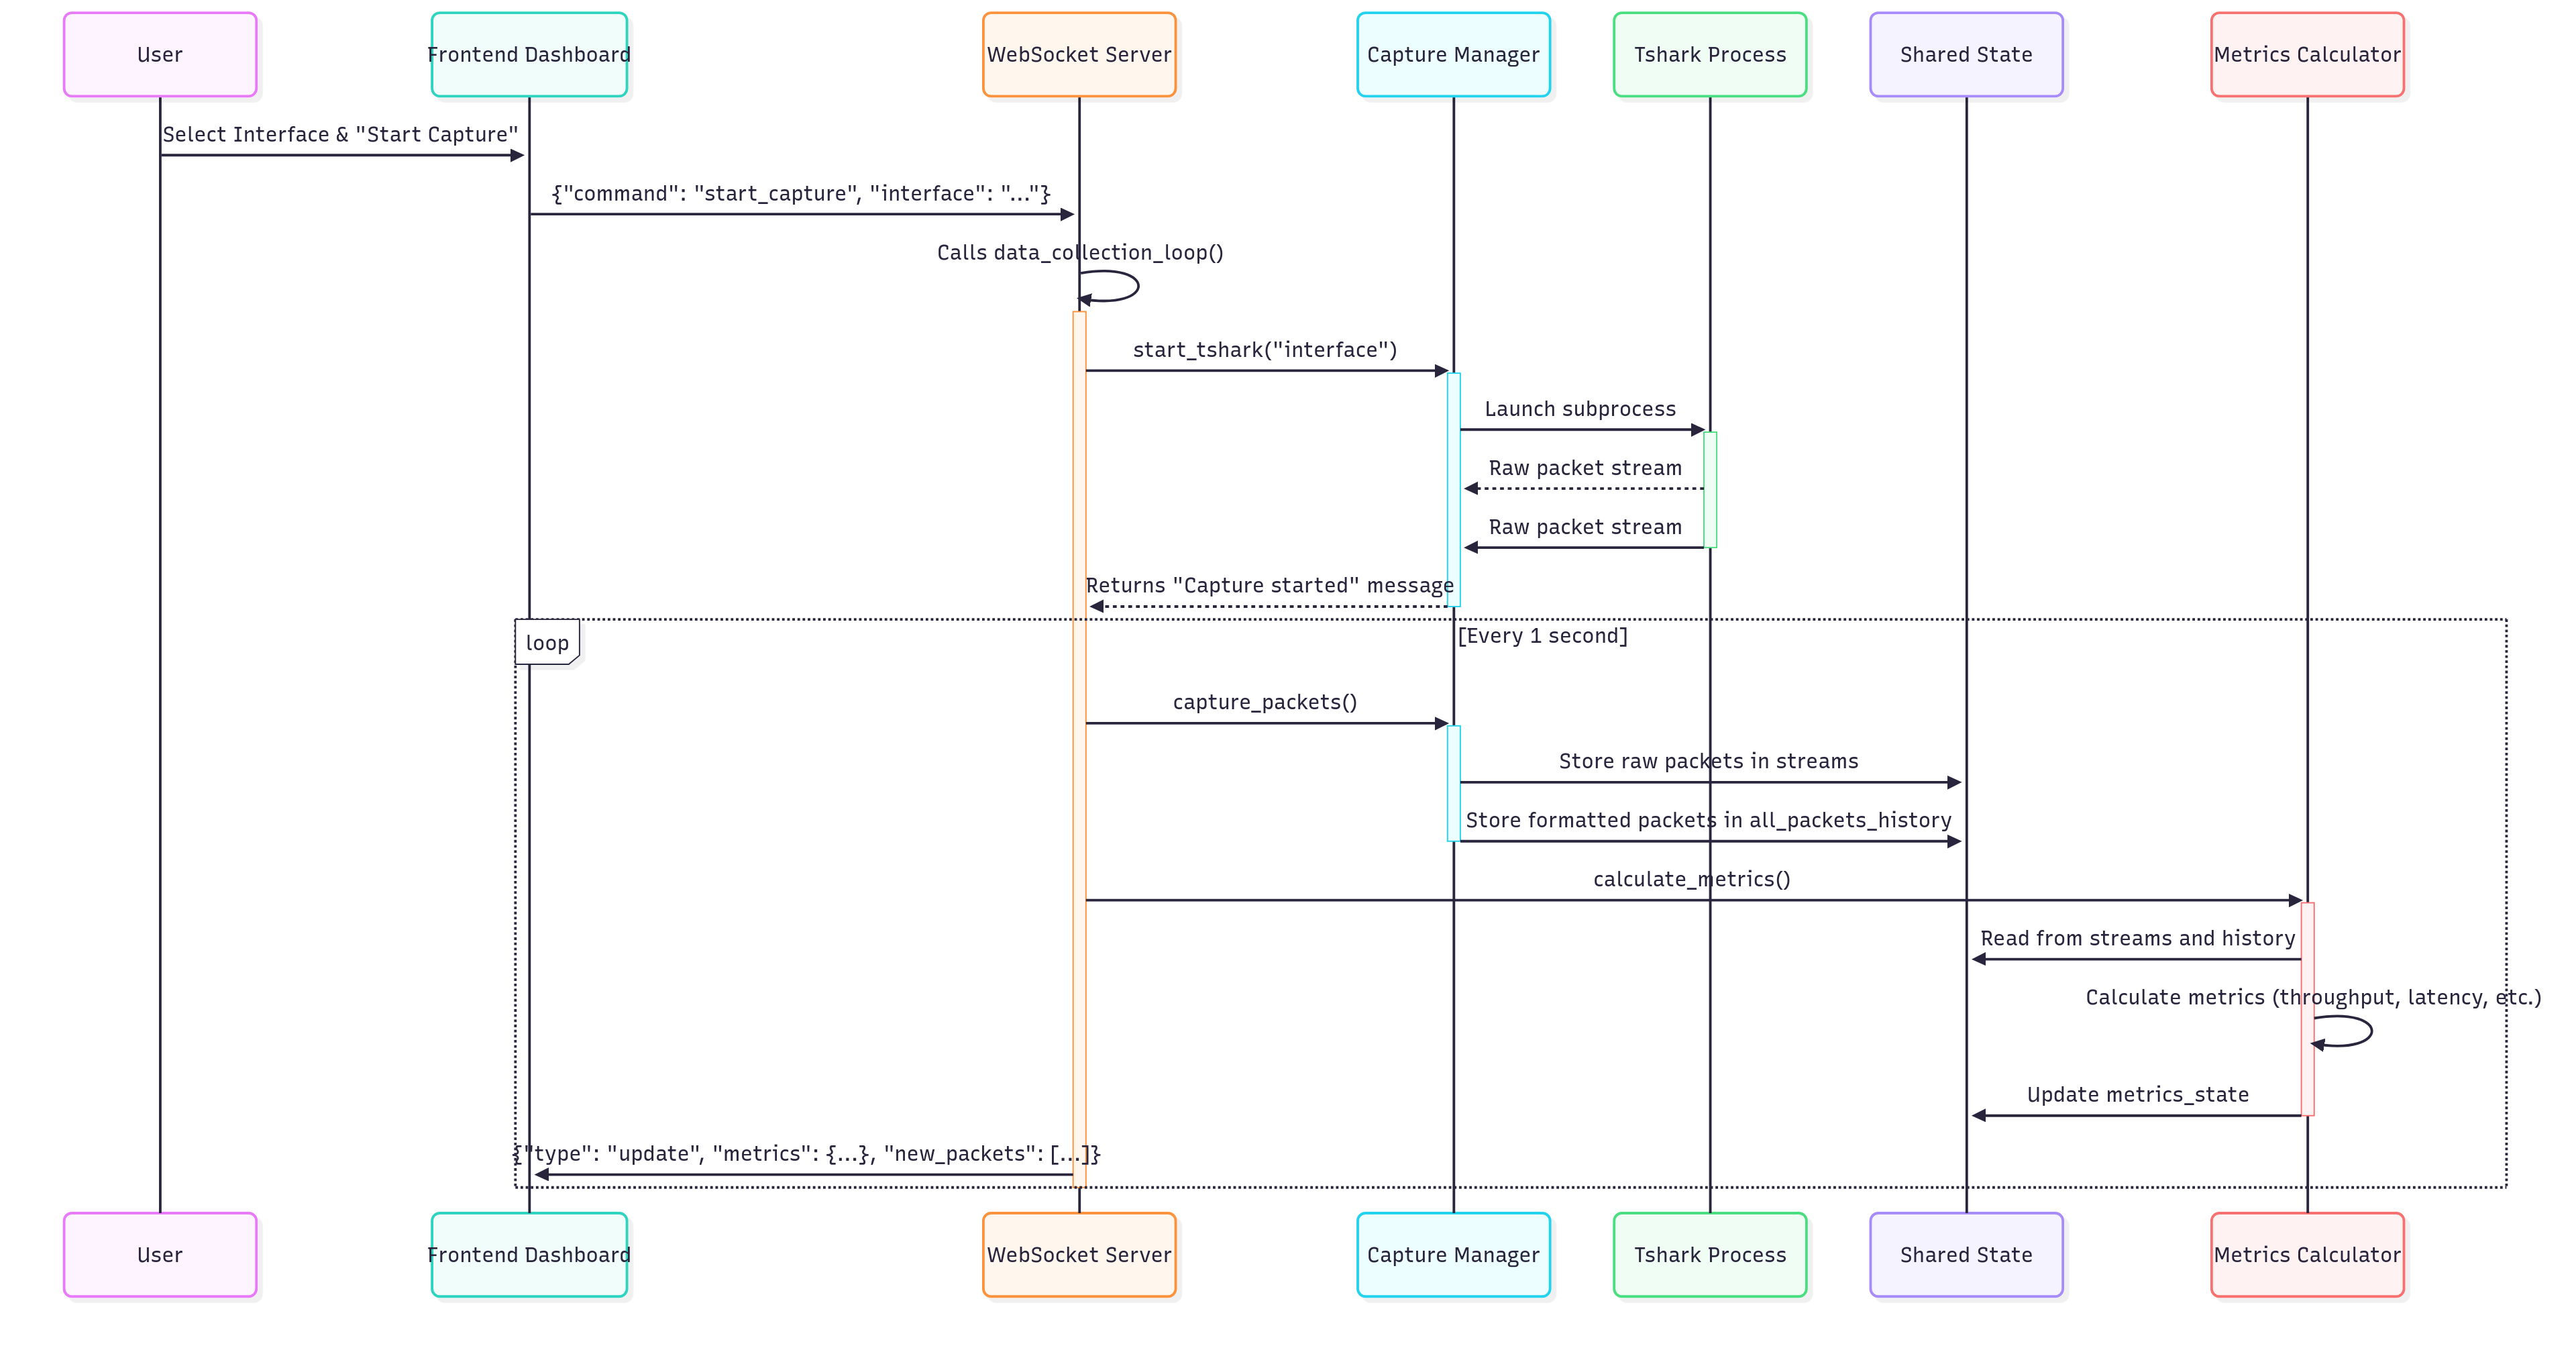 User
Frontend Dashboard
WebSocket Server
Capture Manager
Tshark Process
Shared State
Metrics Calculator
Select Interface & "Start Capture"
{"command": "start_capture", "interface": "..."}
Calls data_collection_loop()
start_tshark("interface")
Launch subprocess
Raw packet stream
Raw packet stream
Returns "Capture started" message
loop
[Every 1 second]
capture_packets()
Store raw packets in streams
Store formatted packets in all_packets_history
calculate_metrics()
Read from streams and history
Calculate metrics (throughput, latency, etc.)
Update metrics_state
{"type": "update", "metrics": {...}, "new_packets": [...]}
User
Frontend Dashboard
WebSocket Server
Capture Manager
Tshark Process
Shared State
Metrics Calculator